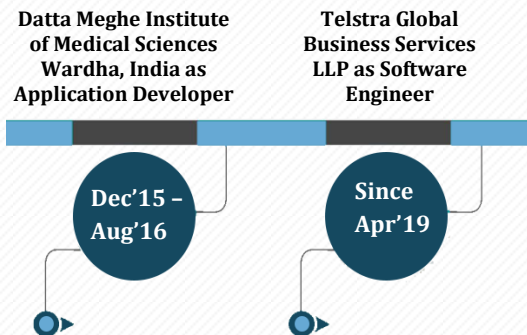 Datta Meghe Institute
of Medical Sciences
Wardha, India as
Application Developer
Telstra Global
Business Services
LLP as Software
Engineer
Dec’15 –
Aug’16
Since
Apr’19